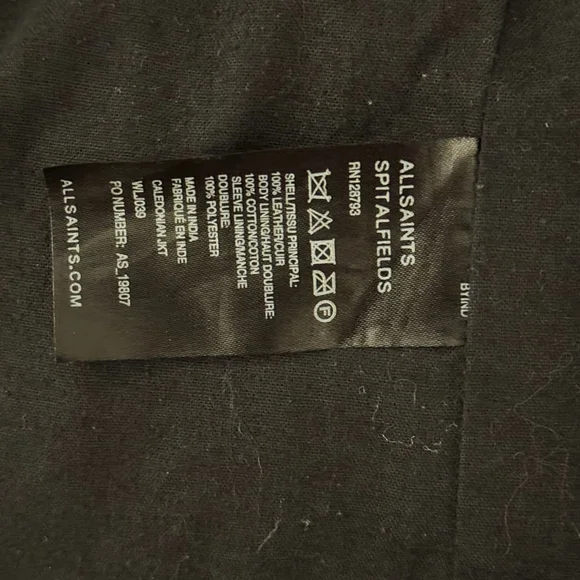 ALLSAINTS
SPITALFIELDS
RN128793
F
SHELL/TISSU PRINCIPAL:
100% LEATHER/CUIR
BODY LINING/HAUT DOUBLURE:
100% COTTON/COTON
SLEEVE LINING/MANCHE
DOUBLURE:
100% POLYESTER
MADE IN INDIA
FABRIQUE EN INDE
CALEDONIAN JKT
WLJ039
PO NUMBER: AS_19807
ALLSAINTS.COM